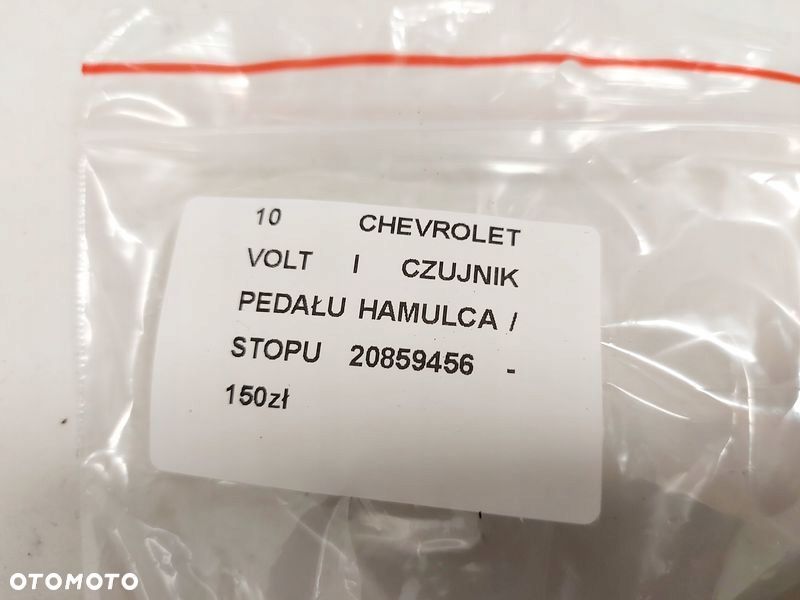 10 CHEVROLET
VOLT I CZUJNIK
PEDAŁU HAMULCA /
STOPU 20859456 -
150zł
OTOMOTO